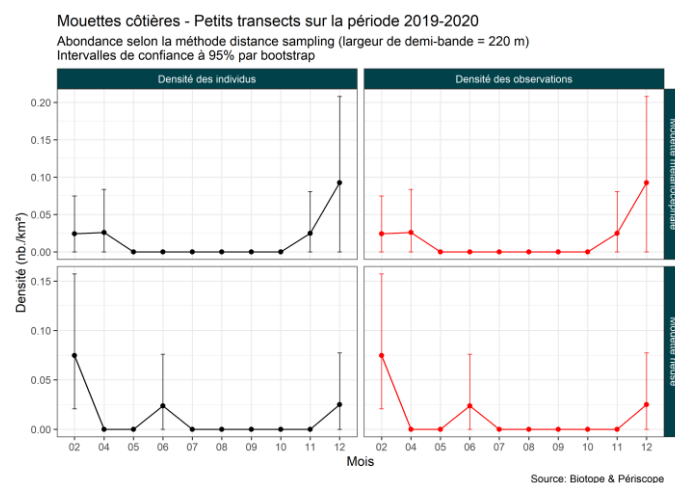 Mouettes côtières - Petits transects sur la période 2019-2020
Abondance selon la méthode distance sampling (largeur de demi-bande = 220 m)
Intervalles de confiance à 95% par bootstrap
Densité des individus
Densité des observations
Mouette mélanocéphale
0.20
0.15
0.10
0.05
0.00
Densité (nb./km²)
Mouette rieuse
0.15
0.10
0.05
0.00
02 04 05 06 07 08 09 10 11 12
02 04 05 06 07 08 09 10 11 12
Mois
Source: Biotope & Périscope